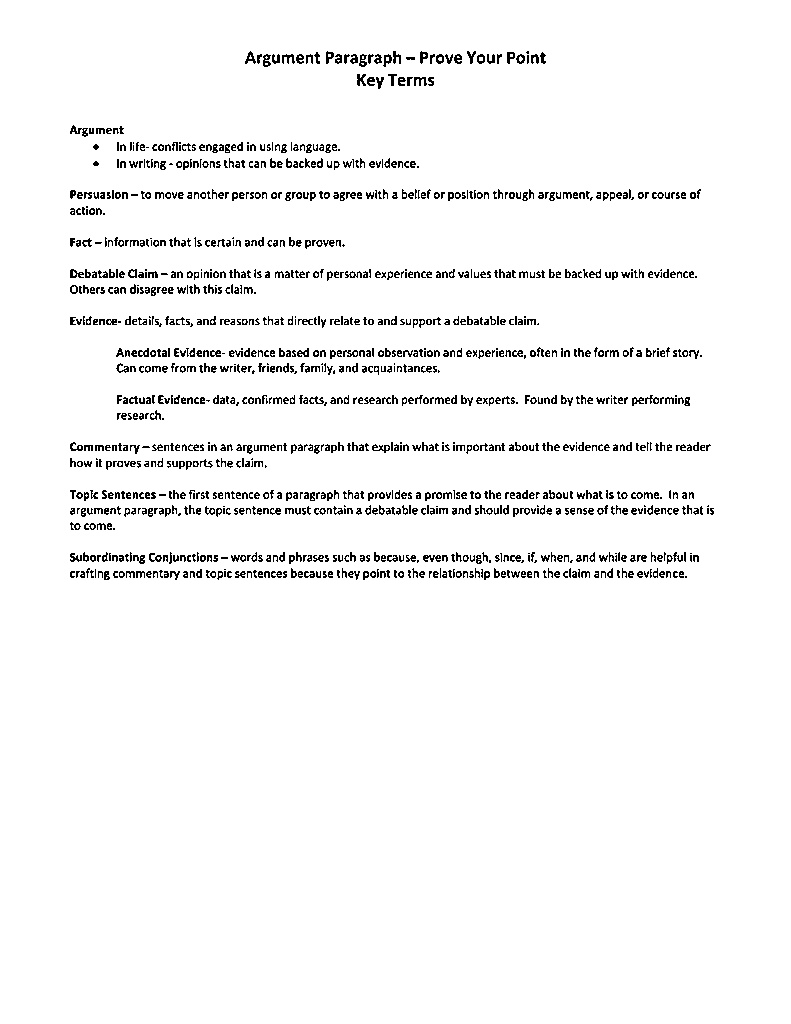 Argument Paragraph – Prove Your Point
Key Terms
Argument
• In life- conflicts engaged in using language.
• In writing - opinions that can be backed up with evidence.
Persuasion – to move another person or group to agree with a belief or position through argument, appeal, or course of
action.
Fact – information that is certain and can be proven.
Debatable Claim – an opinion that is a matter of personal experience and values that must be backed up with evidence.
Others can disagree with this claim.
Evidence- details, facts, and reasons that directly relate to and support a debatable claim.
Anecdotal Evidence- evidence based on personal observation and experience, often in the form of a brief story.
Can come from the writer, friends, family, and acquaintances.
Factual Evidence- data, confirmed facts, and research performed by experts.  Found by the writer performing
research.
Commentary – sentences in an argument paragraph that explain what is important about the evidence and tell the reader
how it proves and supports the claim.
Topic Sentences – the first sentence of a paragraph that provides a promise to the reader about what is to come.  In an
argument paragraph, the topic sentence must contain a debatable claim and should provide a sense of the evidence that is
to come.
Subordinating Conjunctions – words and phrases such as because, even though, since, if, when, and while are helpful in
crafting commentary and topic sentences because they point to the relationship between the claim and the evidence.